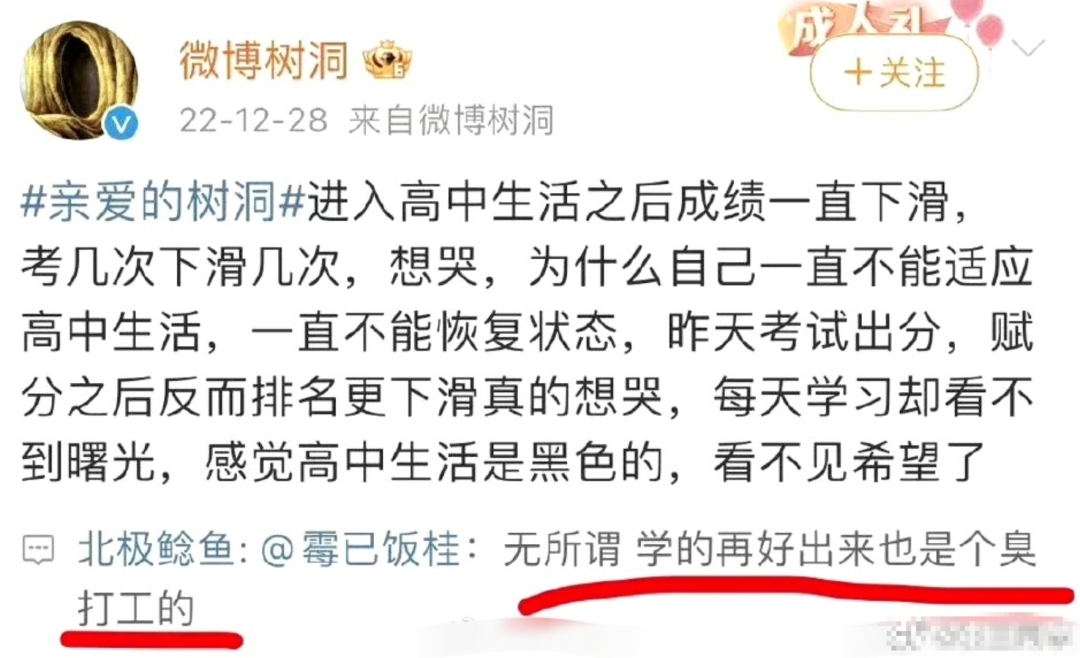 成人礼
微博树洞
+关注
22-12-28 来自微博树洞
#亲爱的树洞#进入高中生活之后成绩一直下滑，
考几次下滑几次，想哭，为什么自己一直不能适应
高中生活，一直不能恢复状态，昨天考试出分，赋
分之后反而排名更下滑真的想哭，每天学习却看不
到曙光，感觉高中生活是黑色的，看不见希望了
北极鲶鱼：@霉已饭桂：无所谓 学的再好出来也是个臭
打工的